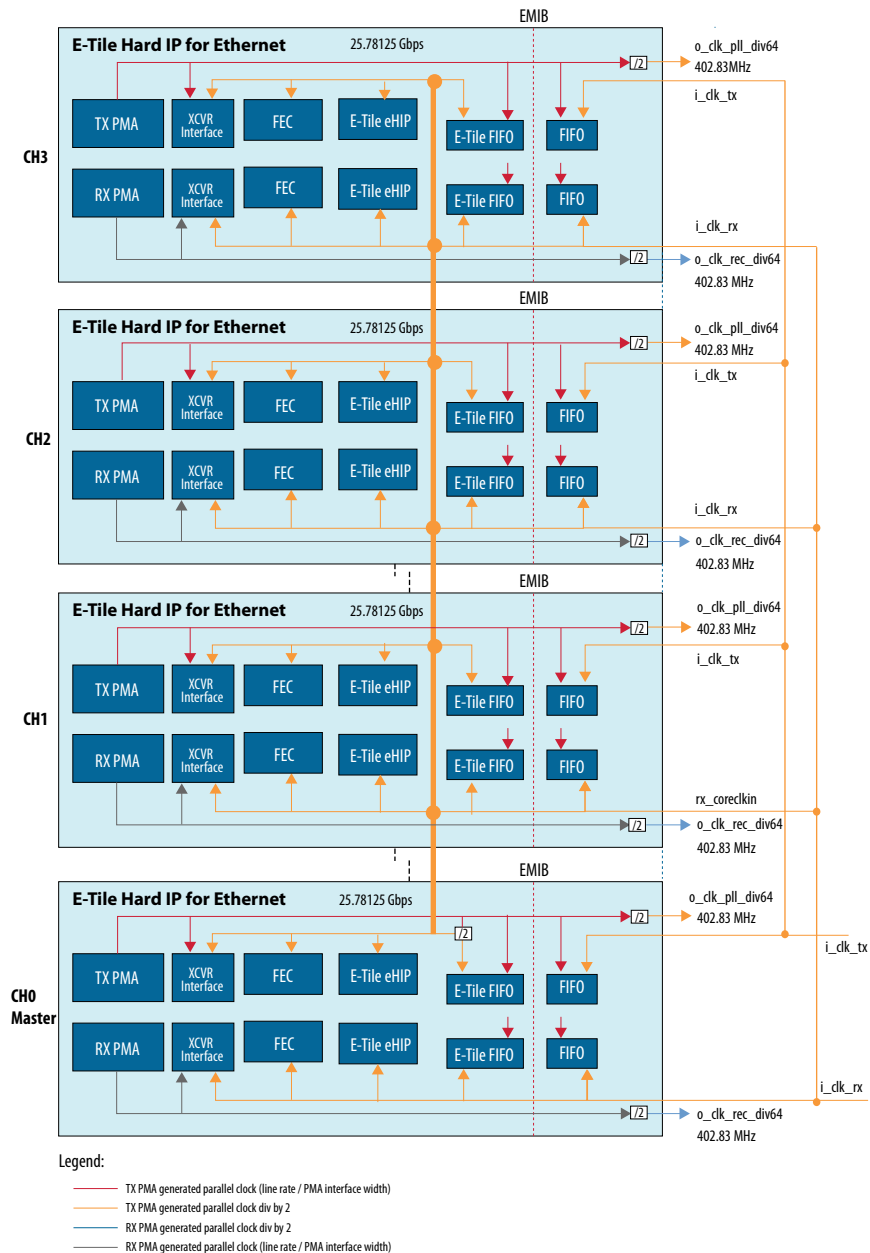 EMIB
E-Tile Hard IP for Ethernet 25.78125 Gbps
/2
o_clk_pll_div64
402.83MHz
i_clk_tx
TX PMA
XCVR
Interface
FEC
E-Tile eHIP
E-Tile FIFO
FIFO
CH3
RX PMA
XCVR
Interface
FEC
E-Tile eHIP
E-Tile FIFO
FIFO
i_clk_rx
/2
o_clk_rec_div64
402.83 MHz
EMIB
E-Tile Hard IP for Ethernet 25.78125 Gbps
/2
o_clk_pll_div64
402.83 MHz
i_clk_tx
TX PMA
XCVR
Interface
FEC
E-Tile eHIP
E-Tile FIFO
FIFO
CH2
RX PMA
XCVR
Interface
FEC
E-Tile eHIP
E-Tile FIFO
FIFO
i_clk_rx
/2
o_clk_rec_div64
402.83 MHz
EMIB
E-Tile Hard IP for Ethernet 25.78125 Gbps
/2
o_clk_pll_div64
402.83 MHz
i_clk_tx
TX PMA
XCVR
Interface
FEC
E-Tile eHIP
E-Tile FIFO
FIFO
CH1
RX PMA
XCVR
Interface
FEC
E-Tile eHIP
E-Tile FIFO
FIFO
rx_coreclkin
/2
o_clk_rec_div64
402.83 MHz
EMIB
E-Tile Hard IP for Ethernet 25.78125 Gbps
/2
o_clk_pll_div64
402.83 MHz
/2
i_clk_tx
TX PMA
XCVR
Interface
FEC
E-Tile eHIP
E-Tile FIFO
FIFO
CH0
Master
RX PMA
XCVR
Interface
FEC
E-Tile eHIP
E-Tile FIFO
FIFO
i_clk_rx
/2
o_clk_rec_div64
402.83 MHz
Legend:
TX PMA generated parallel clock (line rate / PMA interface width)
TX PMA generated parallel clock div by 2
RX PMA generated parallel clock div by 2
RX PMA generated parallel clock (line rate / PMA interface width)